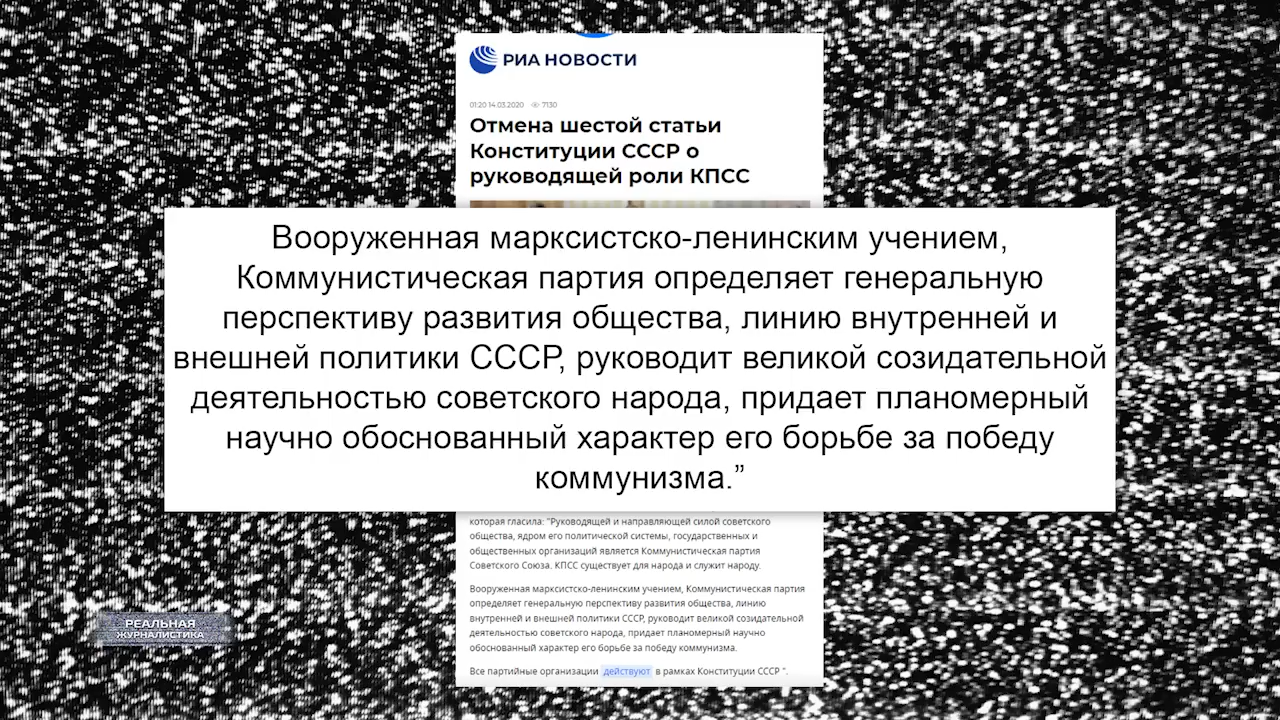 РИА НОВОСТИ
01:20 14.03.2020 7130
Отмена шестой статьи
Конституции СССР о
руководящей роли КПСС
Вооруженная марксистско-ленинским учением,
Коммунистическая партия определяет генеральную
перспективу развития общества, линию внутренней и
внешней политики СССР, руководит великой созидательной
деятельностью советского народа, придает планомерный
научно обоснованный характер его борьбе за победу
коммунизма.”
которая гласила: "Руководящей и направляющей силой советского
общества, ядром его политической системы, государственных и
общественных организаций является Коммунистическая партия
Советского Союза. КПСС существует для народа и служит народу.
Вооруженная марксистско-ленинским учением, Коммунистическая партия
определяет генеральную перспективу развития общества, линию
внутренней и внешней политики СССР, руководит великой созидательной
деятельностью советского народа, придает планомерный научно
обоснованный характер его борьбе за победу коммунизма.
Все партийные организации действуют в рамках Конституции СССР ".
РЕАЛЬНАЯ
ЖУРНАЛИСТИКА